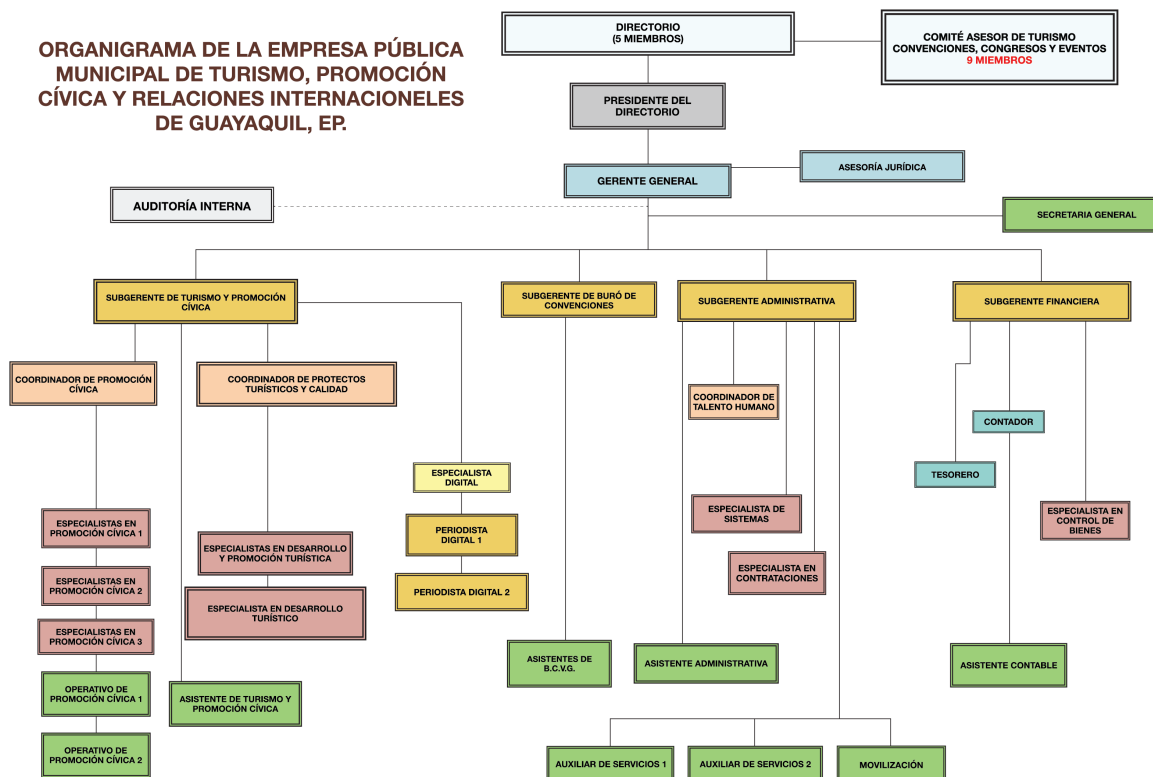 ORGANIGRAMA DE LA EMPRESA PÚBLICA
MUNICIPAL DE TURISMO, PROMOCIÓN
CÍVICA Y RELACIONES INTERNACIONELES
DE GUAYAQUIL, EP.
DIRECTORIO
(5 MIEMBROS)
COMITÉ ASESOR DE TURISMO
CONVENCIONES, CONGRESOS Y EVENTOS
9 MIEMBROS
PRESIDENTE DEL
DIRECTORIO
GERENTE GENERAL
ASESORÍA JURÍDICA
AUDITORÍA INTERNA
SECRETARIA GENERAL
SUBGERENTE DE TURISMO Y PROMOCIÓN
CÍVICA
SUBGERENTE DE BURÓ DE
CONVENCIONES
SUBGERENTE ADMINISTRATIVA
SUBGERENTE FINANCIERA
COORDINADOR DE PROMOCIÓN
CÍVICA
COORDINADOR DE PROTECTOS
TURÍSTICOS Y CALIDAD
COORDINADOR DE
TALENTO HUMANO
CONTADOR
TESORERO
ESPECIALISTA
DIGITAL
PERIODISTA
DIGITAL 1
PERIODISTA DIGITAL 2
ESPECIALISTAS EN
PROMOCIÓN CÍVICA 1
ESPECIALISTAS EN
PROMOCIÓN CÍVICA 2
ESPECIALISTAS EN
PROMOCIÓN CÍVICA 3
OPERATIVO DE
PROMOCIÓN CÍVICA 1
OPERATIVO DE
PROMOCIÓN CÍVICA 2
ESPECIALISTAS EN DESARROLLO
Y PROMOCIÓN TURÍSTICA
ESPECIALISTA EN DESARROLLO
TURÍSTICO
ASISTENTE DE TURISMO Y
PROMOCIÓN CÍVICA
ESPECIALISTA DE
SISTEMAS
ESPECIALISTA EN
CONTRATACIONES
ESPECIALISTA EN
CONTROL DE
BIENES
ASISTENTES DE
B.C.V.G.
ASISTENTE ADMINISTRATIVA
ASISTENTE CONTABLE
AUXILIAR DE SERVICIOS 1
AUXILIAR DE SERVICIOS 2
MOVILIZACIÓN